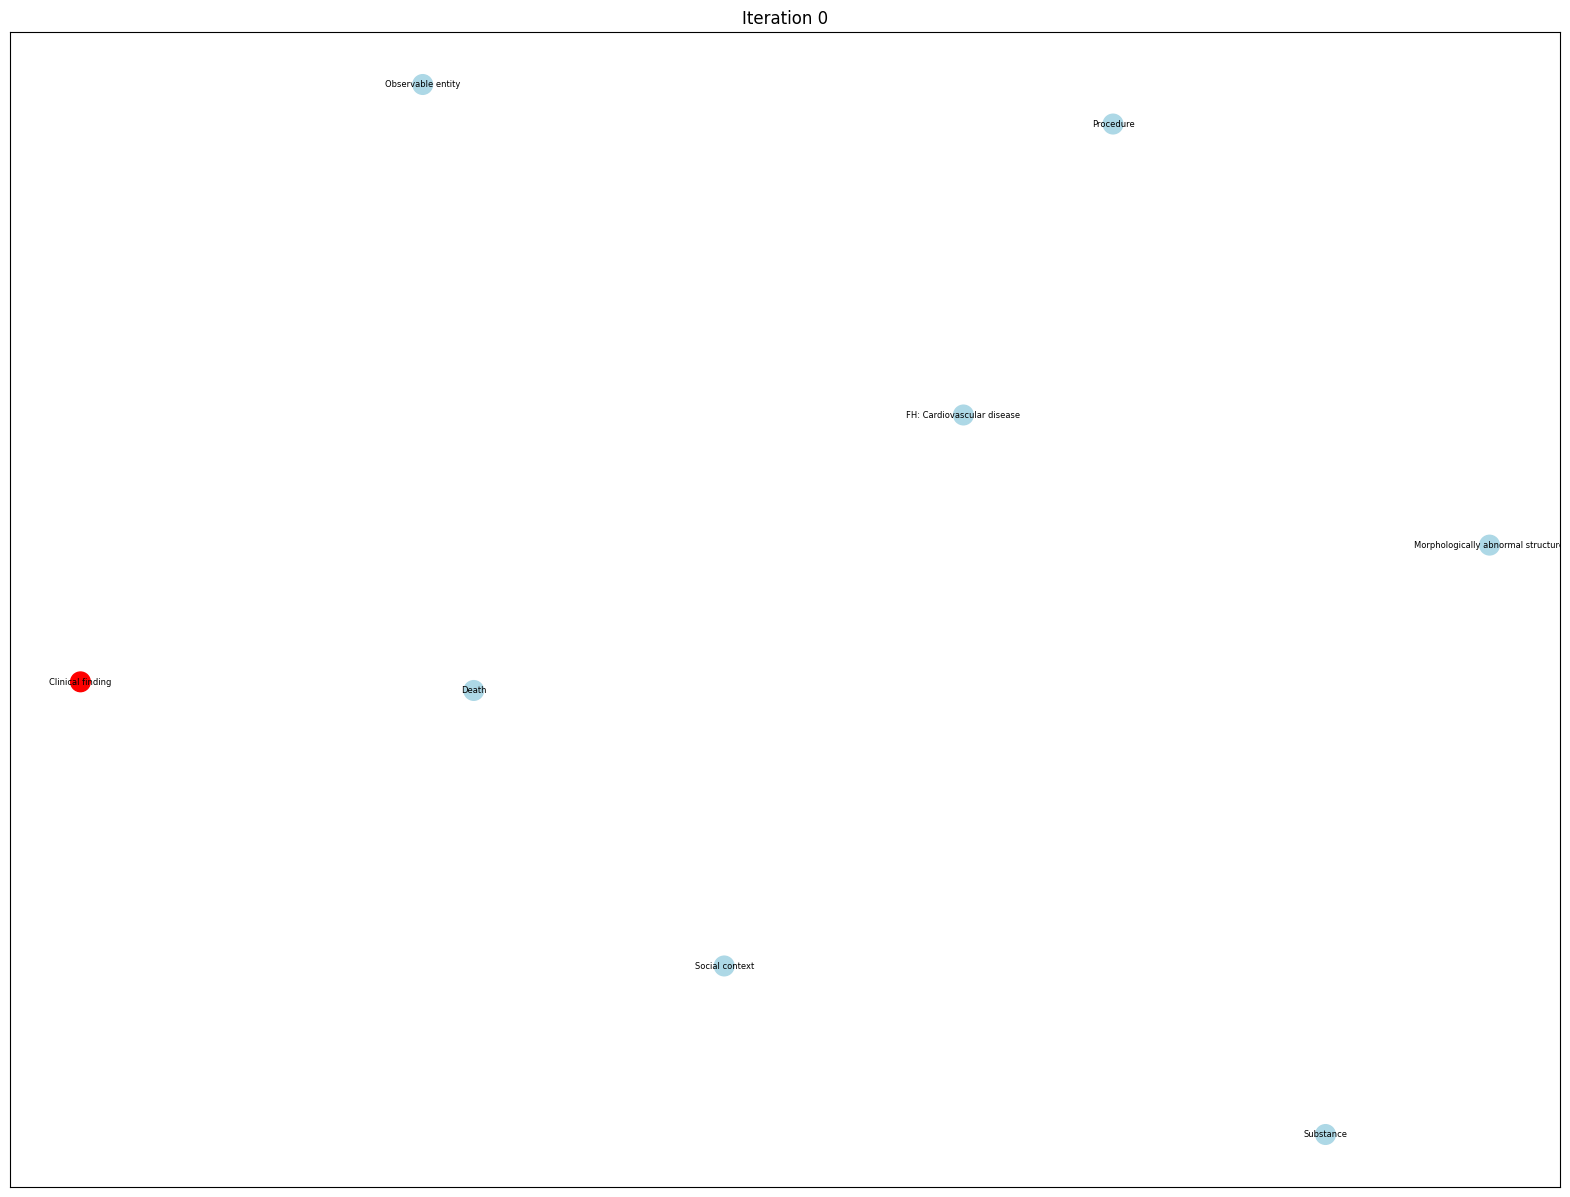 Iteration 0
Observable entity
Procedure
FH: Cardiovascular disease
Morphologically abnormal structure
Clinical finding
Death
Social context
Substance